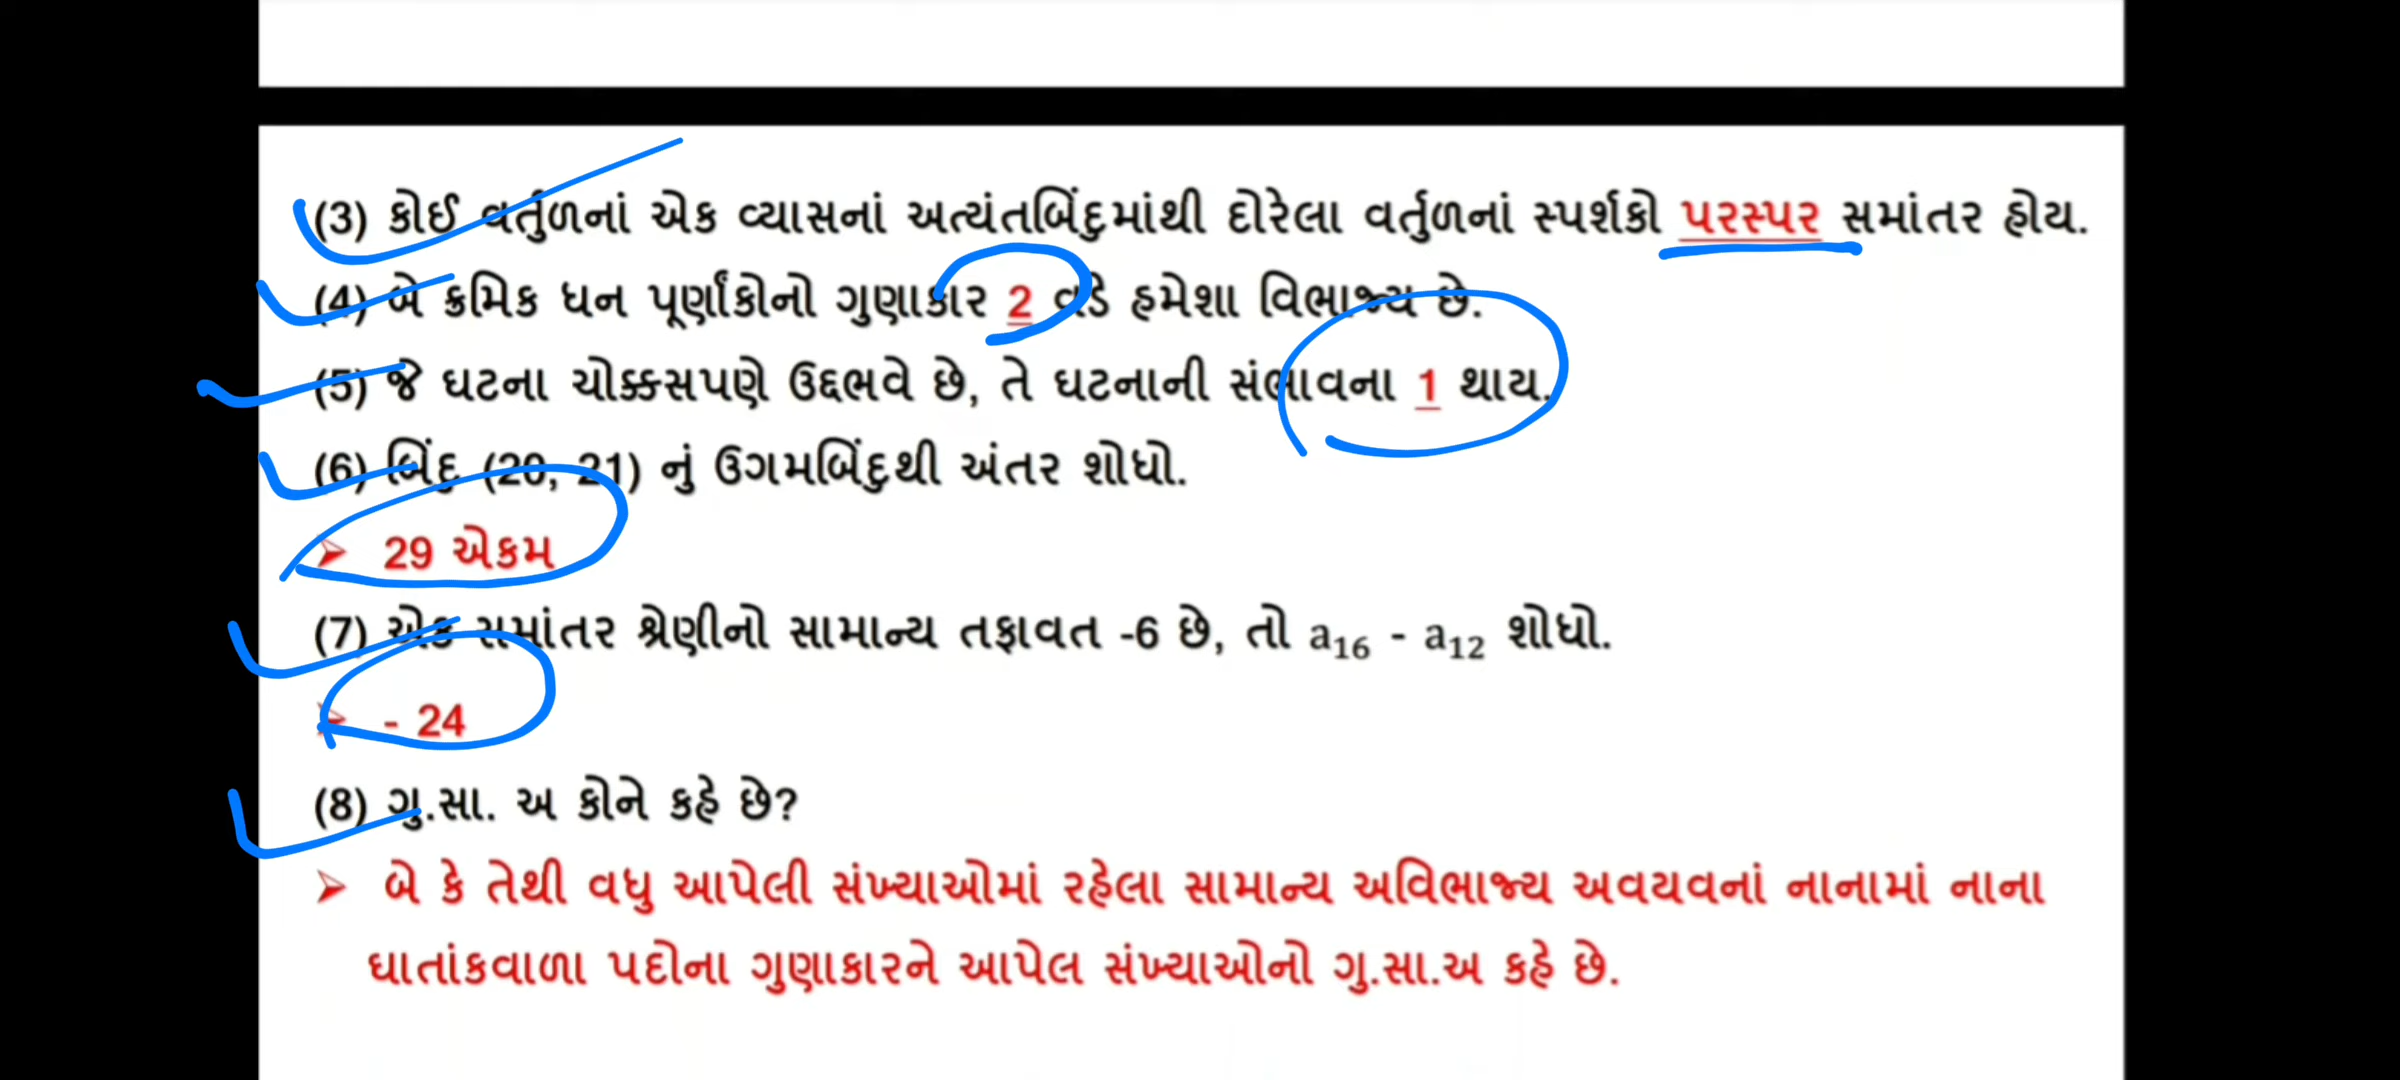 (3) કોઈ વર્તુળનાં એક વ્યાસનાં અત્યંતબિંદુમાંથી દોરેલા વર્તુળનાં સ્પર્શકો પરસ્પર સમાંતર હોય.
(4) બે ક્રમિક ધન પૂર્ણાંકોનો ગુણાકાર 2 વડે હમેશા વિભાજ્ય છે.
(5) જે ઘટના ચોક્કસપણે ઉદ્દભવે છે, તે ઘટનાની સંભાવના 1 થાય.
(6) બિંદુ (20, 21) નું ઉગમબિંદુથી અંતર શોધો.
➢ 29 એકમ
(7) એક સમાંતર શ્રેણીનો સામાન્ય તફાવત -6 છે, તો a₁₆ - a₁₂ શોધો.
➢ - 24
(8) ગુ.સા. અ કોને કહે છે?
➢ બે કે તેથી વધુ આપેલી સંખ્યાઓમાં રહેલા સામાન્ય અવિભાજ્ય અવયવનાં નાનામાં નાના
ઘાતાંકવાળા પદોના ગુણાકારને આપેલ સંખ્યાઓનો ગુ.સા.અ કહે છે.